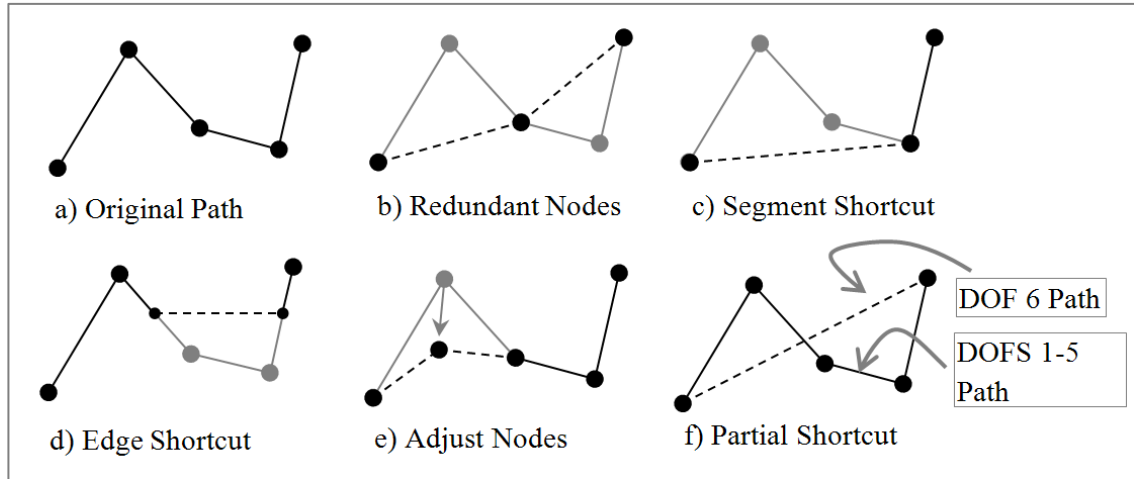 a) Original Path
b) Redundant Nodes
c) Segment Shortcut
d) Edge Shortcut
e) Adjust Nodes
f) Partial Shortcut
DOF 6 Path
DOFS 1-5
Path